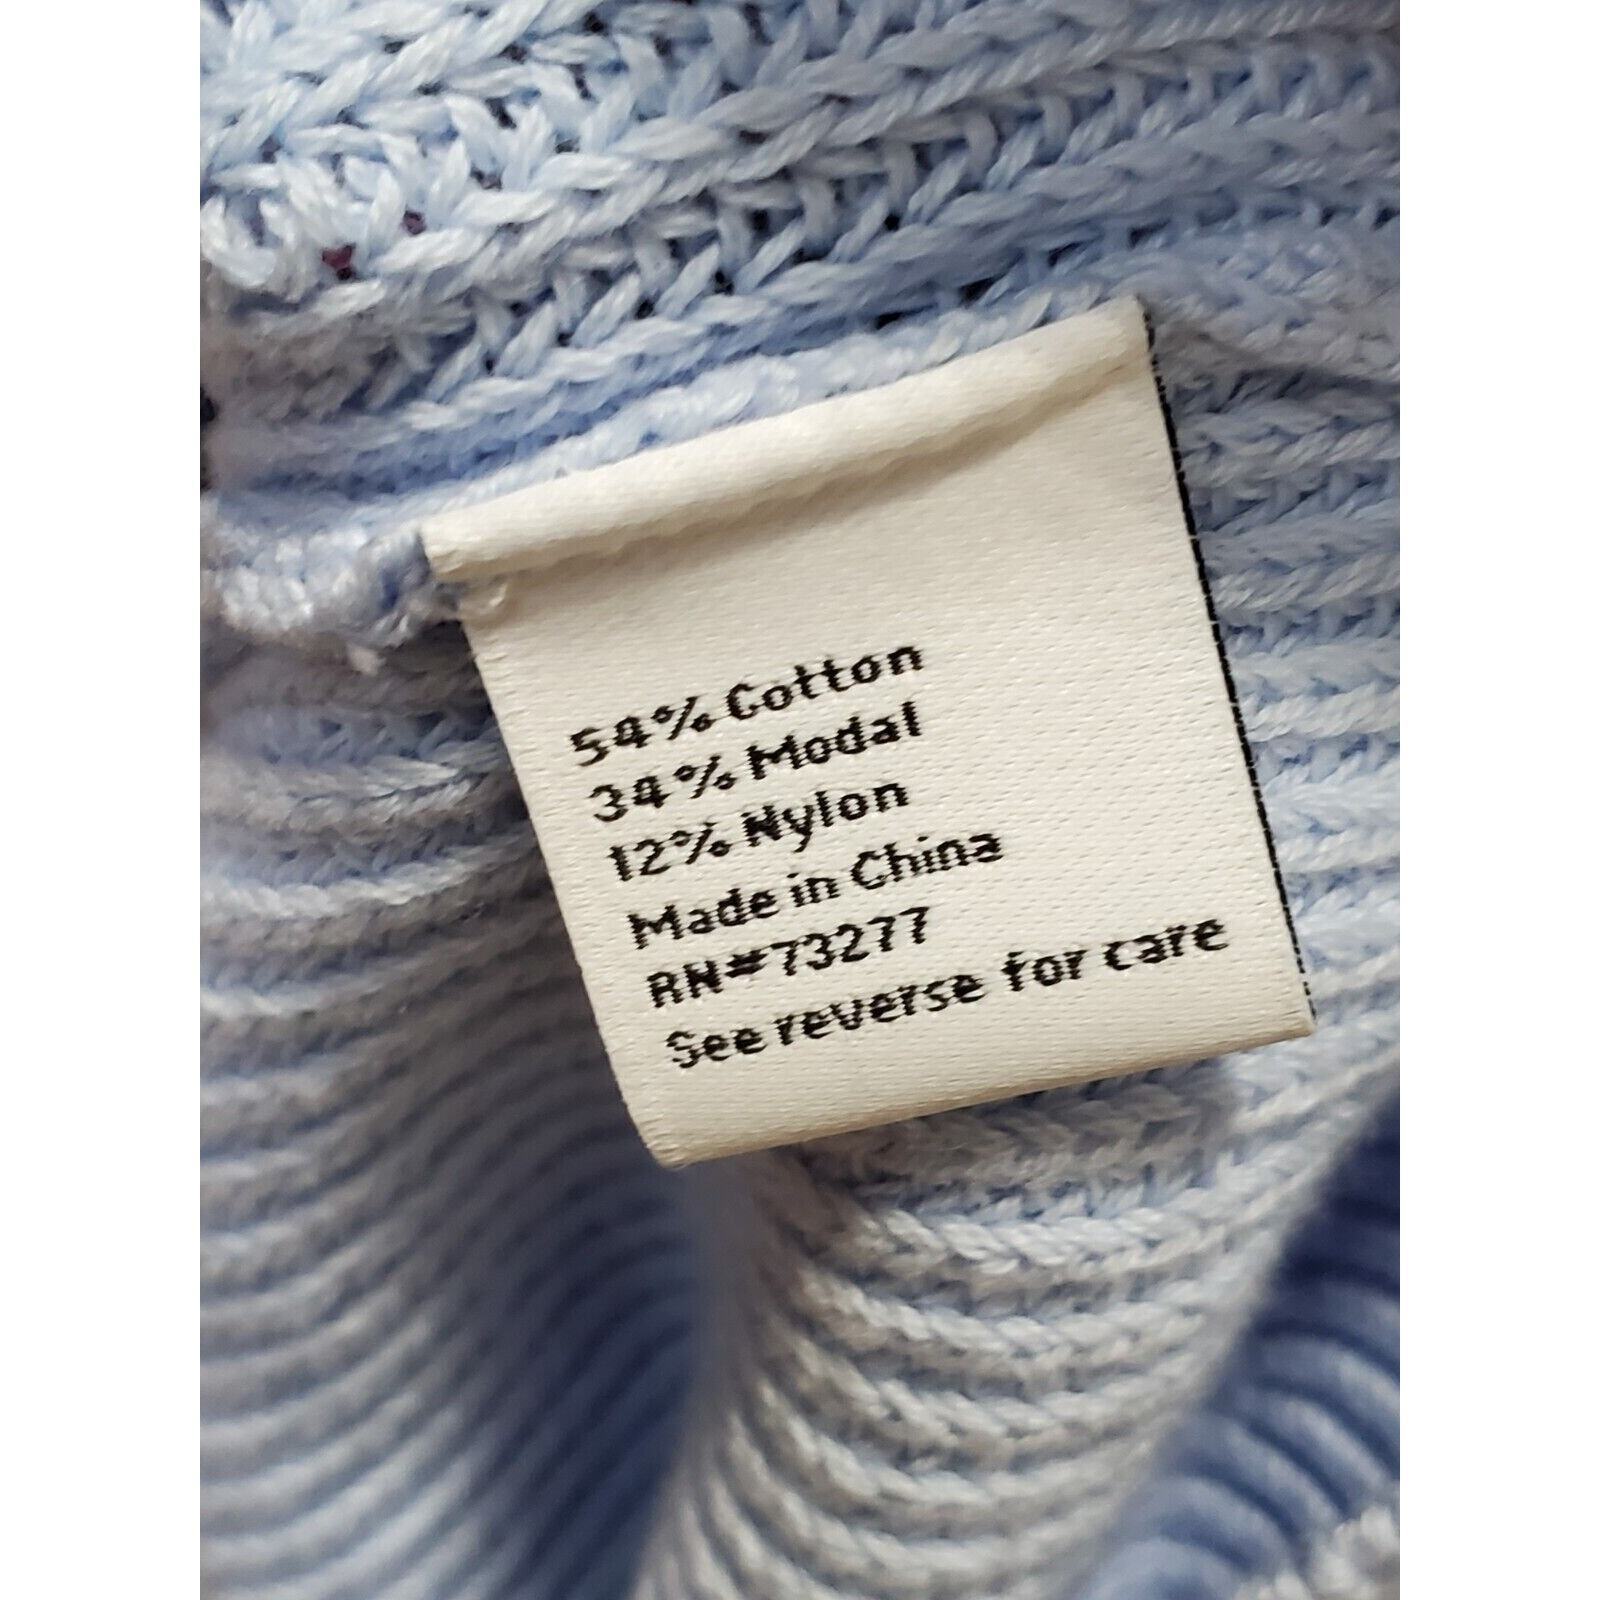 54% Cotton
34% Modal
12% Nylon
Made in China
RN#73277
See reverse for care